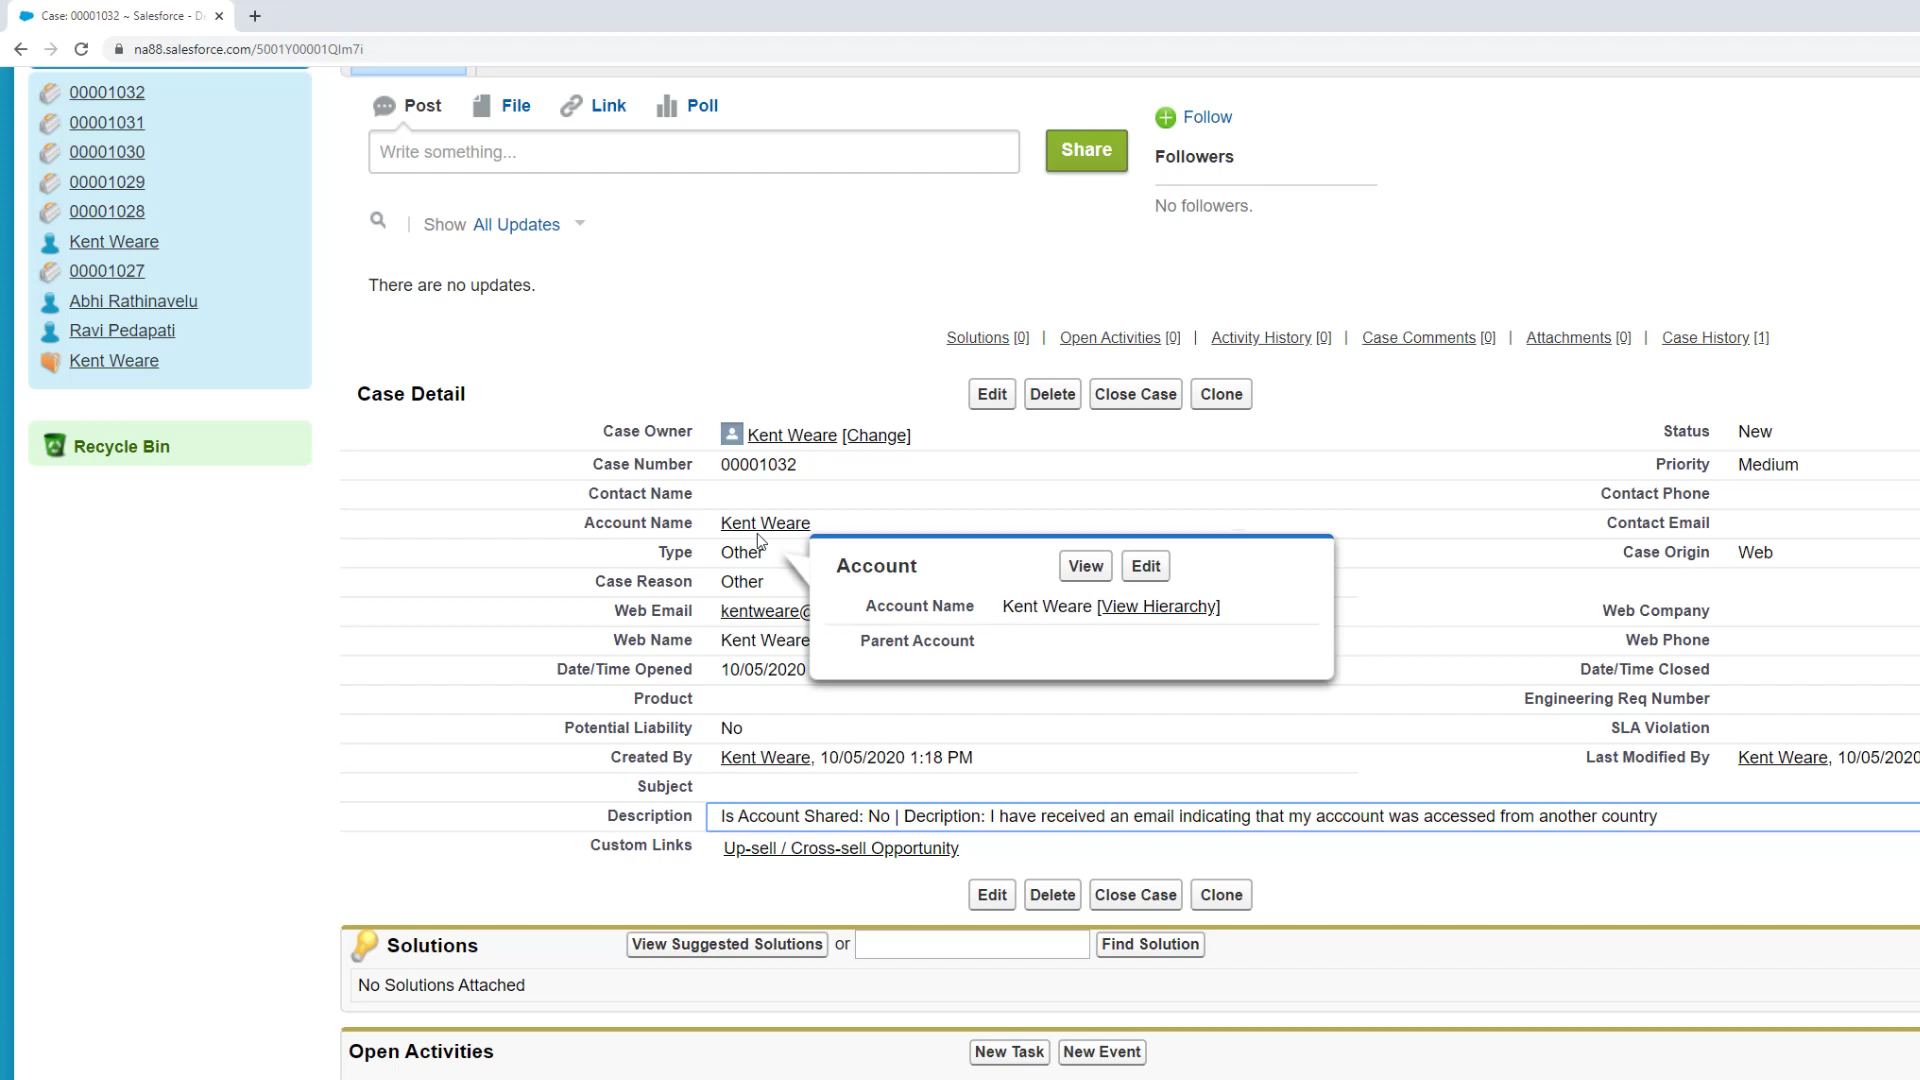 Case: 00001032 ~ Salesforce - D
na88.salesforce.com/5001Y00001QIm7i
00001032
00001031
00001030
00001029
00001028
Kent Weare
00001027
Abhi Rathinavelu
Ravi Pedapati
Kent Weare
Recycle Bin
Post File Link Poll
Write something...
Share
Follow
Followers
No followers.
Show All Updates
There are no updates.
Solutions [0] | Open Activities [0] | Activity History [0] | Case Comments [0] | Attachments [0] | Case History [1]
Case Detail Edit Delete Close Case Clone
Case Owner Kent Weare [Change] Status New
Case Number 00001032 Priority Medium
Contact Name Contact Phone
Account Name Kent Weare Contact Email
Type Other Case Origin Web
Case Reason Other
Web Email kentweare@ Web Company
Web Name Kent Weare Web Phone
Date/Time Opened 10/05/2020 Date/Time Closed
Account View Edit
Account Name Kent Weare [View Hierarchy]
Parent Account
Product Engineering Req Number
Potential Liability No SLA Violation
Created By Kent Weare, 10/05/2020 1:18 PM Last Modified By Kent Weare, 10/05/2020
Subject
Description Is Account Shared: No | Decription: I have received an email indicating that my acccount was accessed from another country
Custom Links Up-sell / Cross-sell Opportunity
Edit Delete Close Case Clone
Solutions View Suggested Solutions or Find Solution
No Solutions Attached
Open Activities New Task New Event